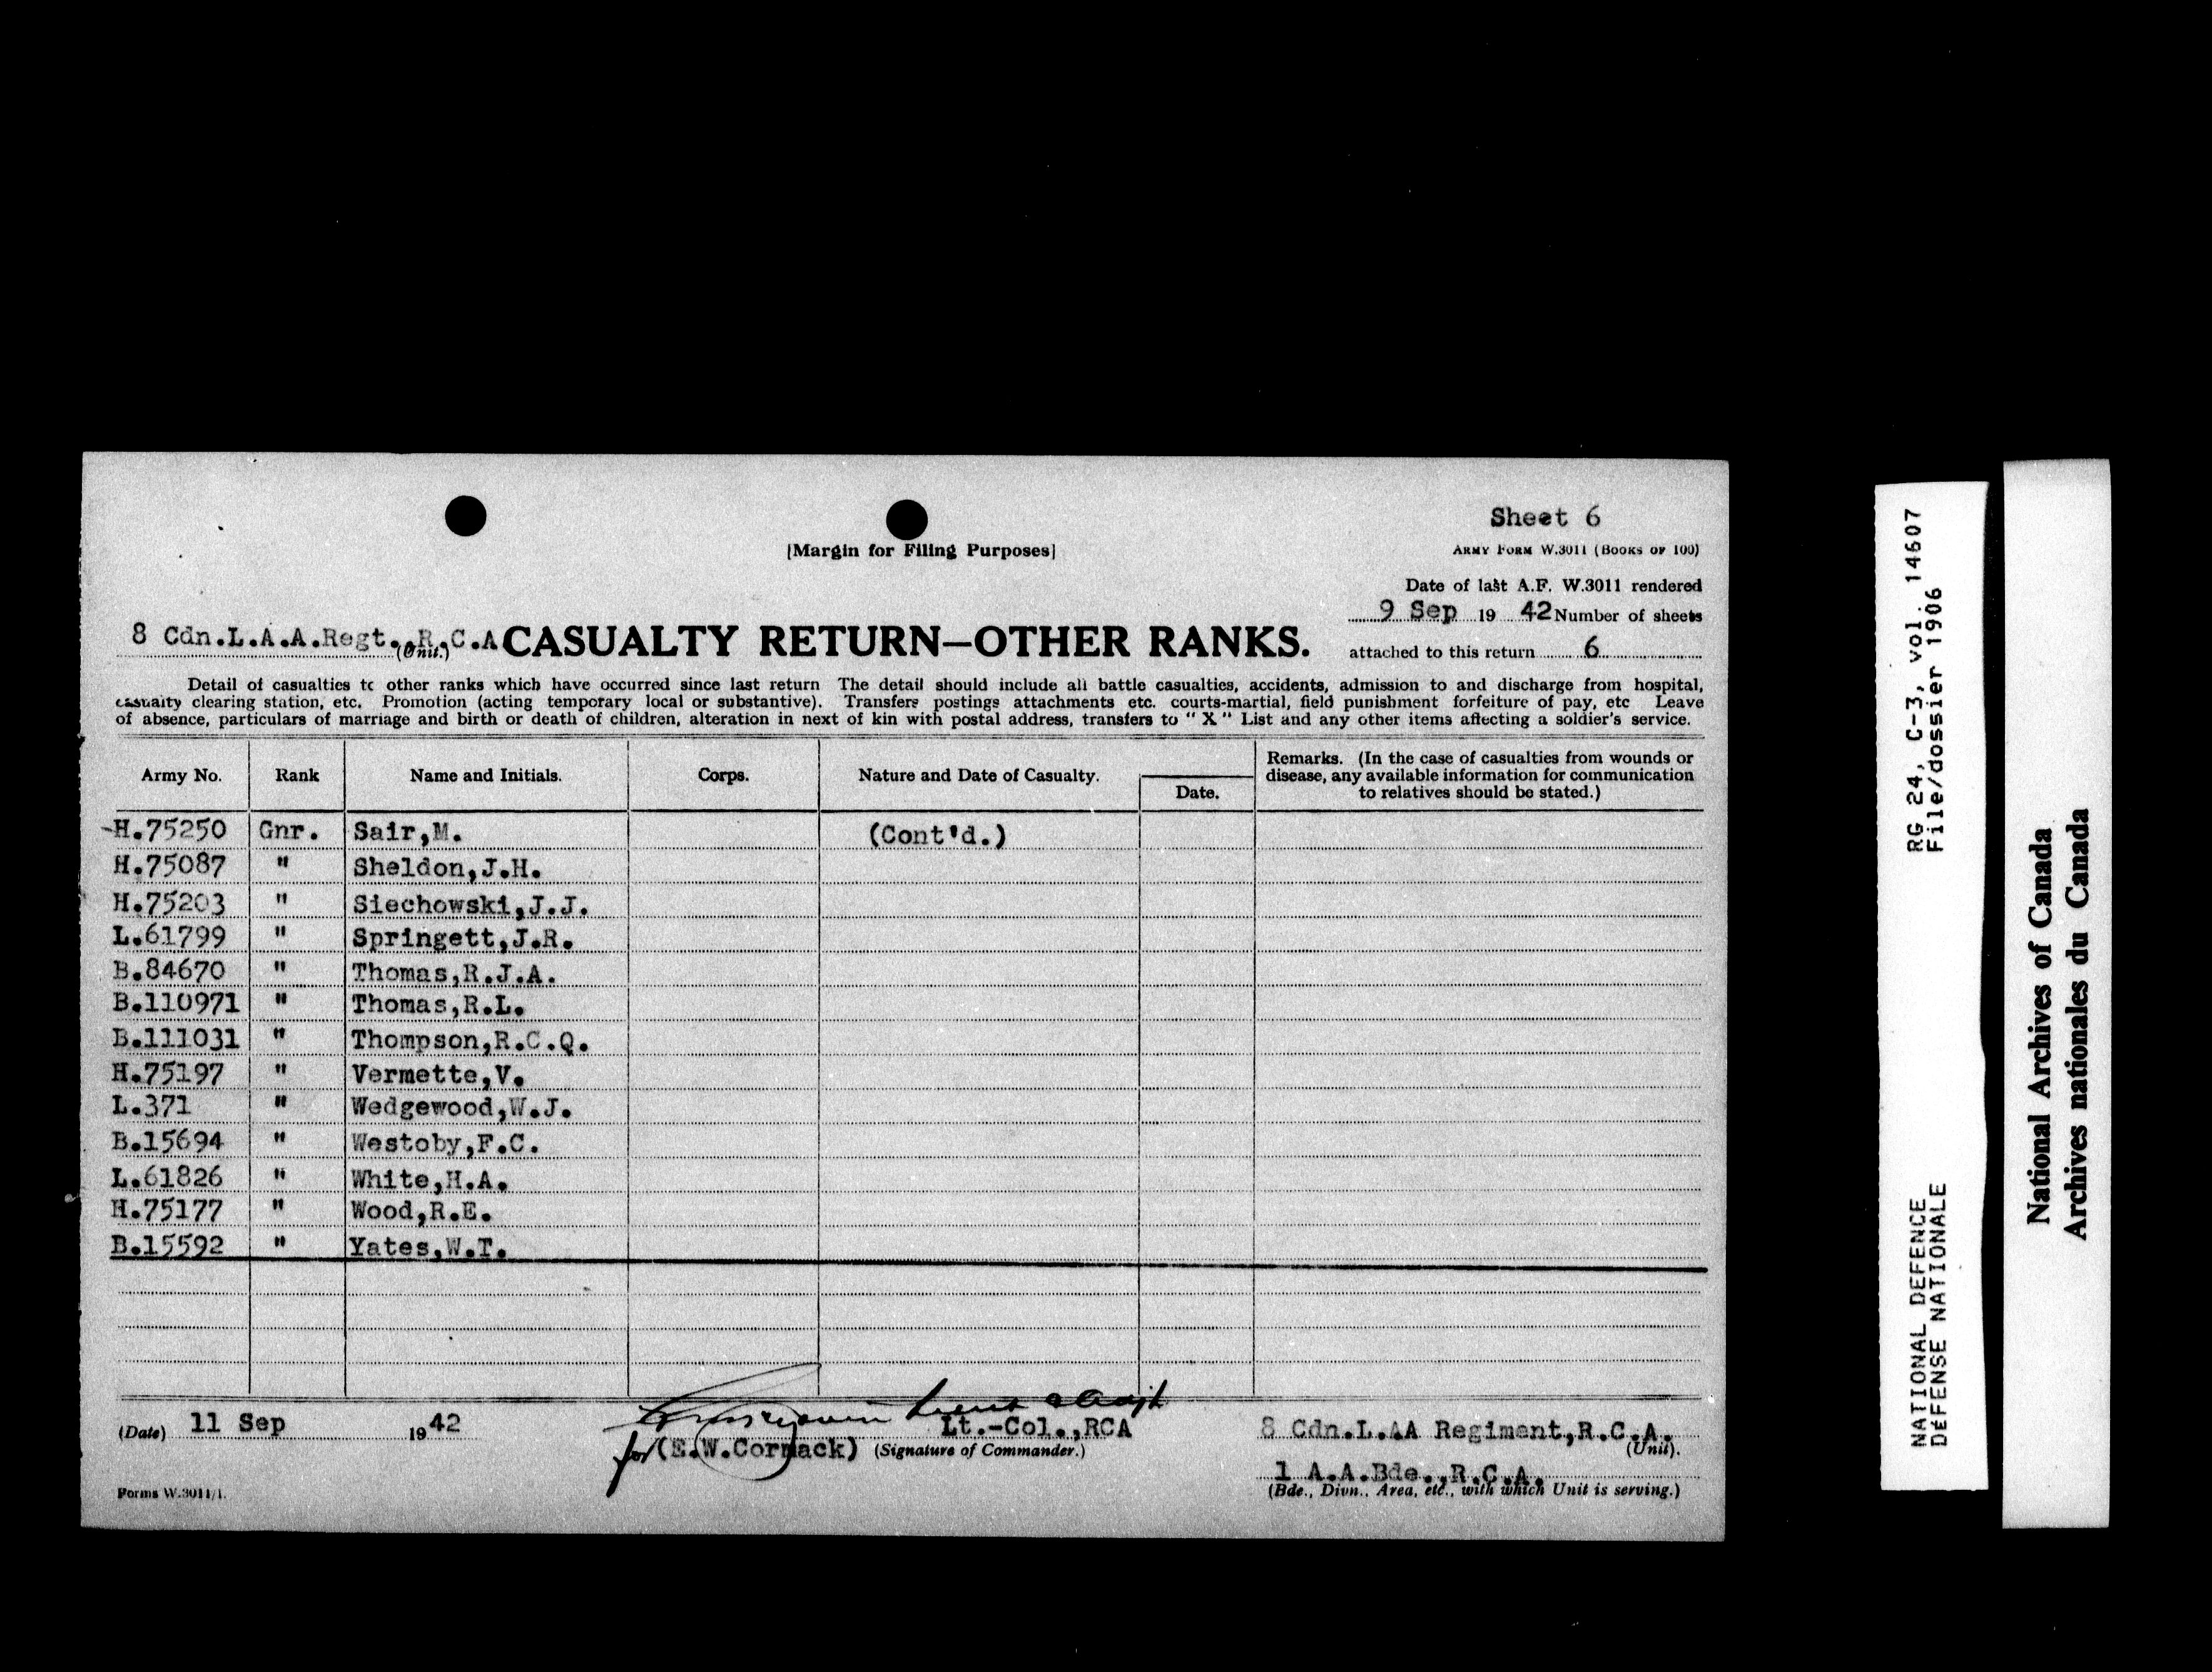 Sheet 6
[Margin for Filing Purposes]
ARMY FORM W.3011 (BOOKS OF 100)
Date of last A.F. W.3011 rendered
9 Sep 19 42 Number of sheets
attached to this return 6
8 Cdn.L.A.A.Regt.,R.C.A
(Unit.)
CASUALTY RETURN—OTHER RANKS.
Detail of casualties to other ranks which have occurred since last return The detail should include all battle casualties, accidents, admission to and discharge from hospital,
casualty clearing station, etc. Promotion (acting temporary local or substantive). Transfers postings attachments etc. courts-martial, field punishment forfeiture of pay, etc Leave
of absence, particulars of marriage and birth or death of children, alteration in next of kin with postal address, transfers to "X" List and any other items affecting a soldier's service.
Army No. Rank Name and Initials. Corps. Nature and Date of Casualty. Date. Remarks. (In the case of casualties from wounds or
disease, any available information for communication
to relatives should be stated.)
H.75250 Gnr. Sair,M. (Cont'd.)
H.75087 " Sheldon,J.H.
H.75203 " Siechowski,J.J.
L.61799 " Springett,J.R.
B.84670 " Thomas,R.J.A.
B.110971 " Thomas,R.L.
B.111031 " Thompson,R.C.Q.
H.75197 " Vermette,V.
L.371 " Wedgewood,W.J.
B.15694 " Westoby,F.C.
L.61826 " White,H.A.
H.75177 " Wood,R.E.
B.15592 " Yates,W.T.
Lieut & Adjt
(Date) 11 Sep 19 42
Lt.-Col.,RCA
for (E.W.Cormack) (Signature of Commander.)
8 Cdn.L.AA Regiment,R.C.A.
(Unit).
1 A.A.Bde.,R.C.A.
(Bde., Divn., Area, etc., with which Unit is serving.)
Forms W.3011/1.
RG 24, C-3, vol. 14607
File/dossier 1906
NATIONAL DEFENCE
DÉFENSE NATIONALE
National Archives of Canada
Archives nationales du Canada